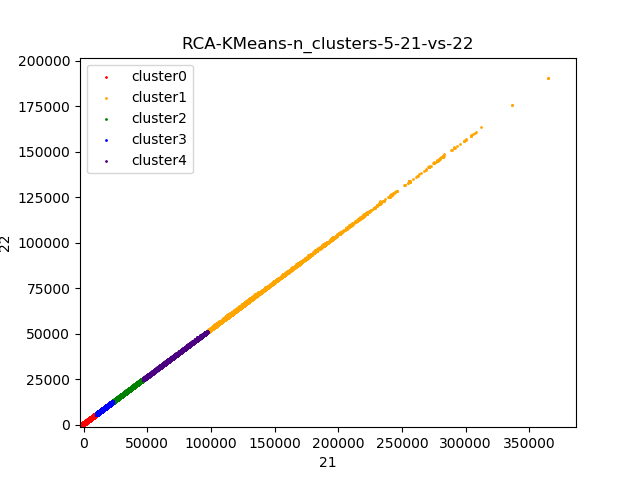 RCA-KMeans-n_clusters-5-21-vs-22
200000
175000
150000
125000
100000
75000
50000
25000
0
22
cluster0
cluster1
cluster2
cluster3
cluster4
0 50000 100000 150000 200000 250000 300000 350000
21